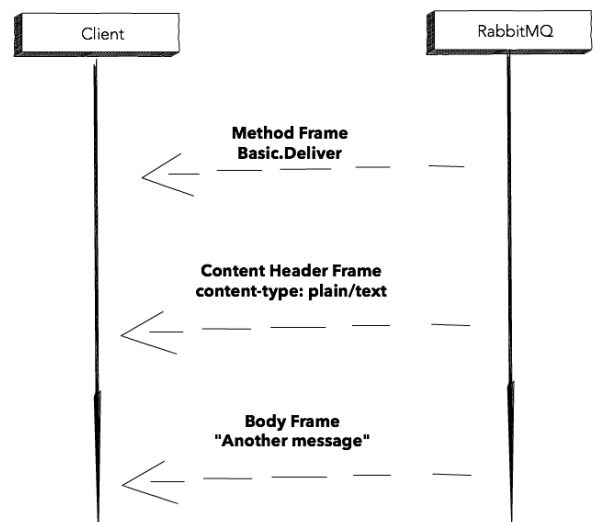 Client
RabbitMQ
Method Frame
Basic.Deliver
Content Header Frame
content-type: plain/text
Body Frame
"Another message"